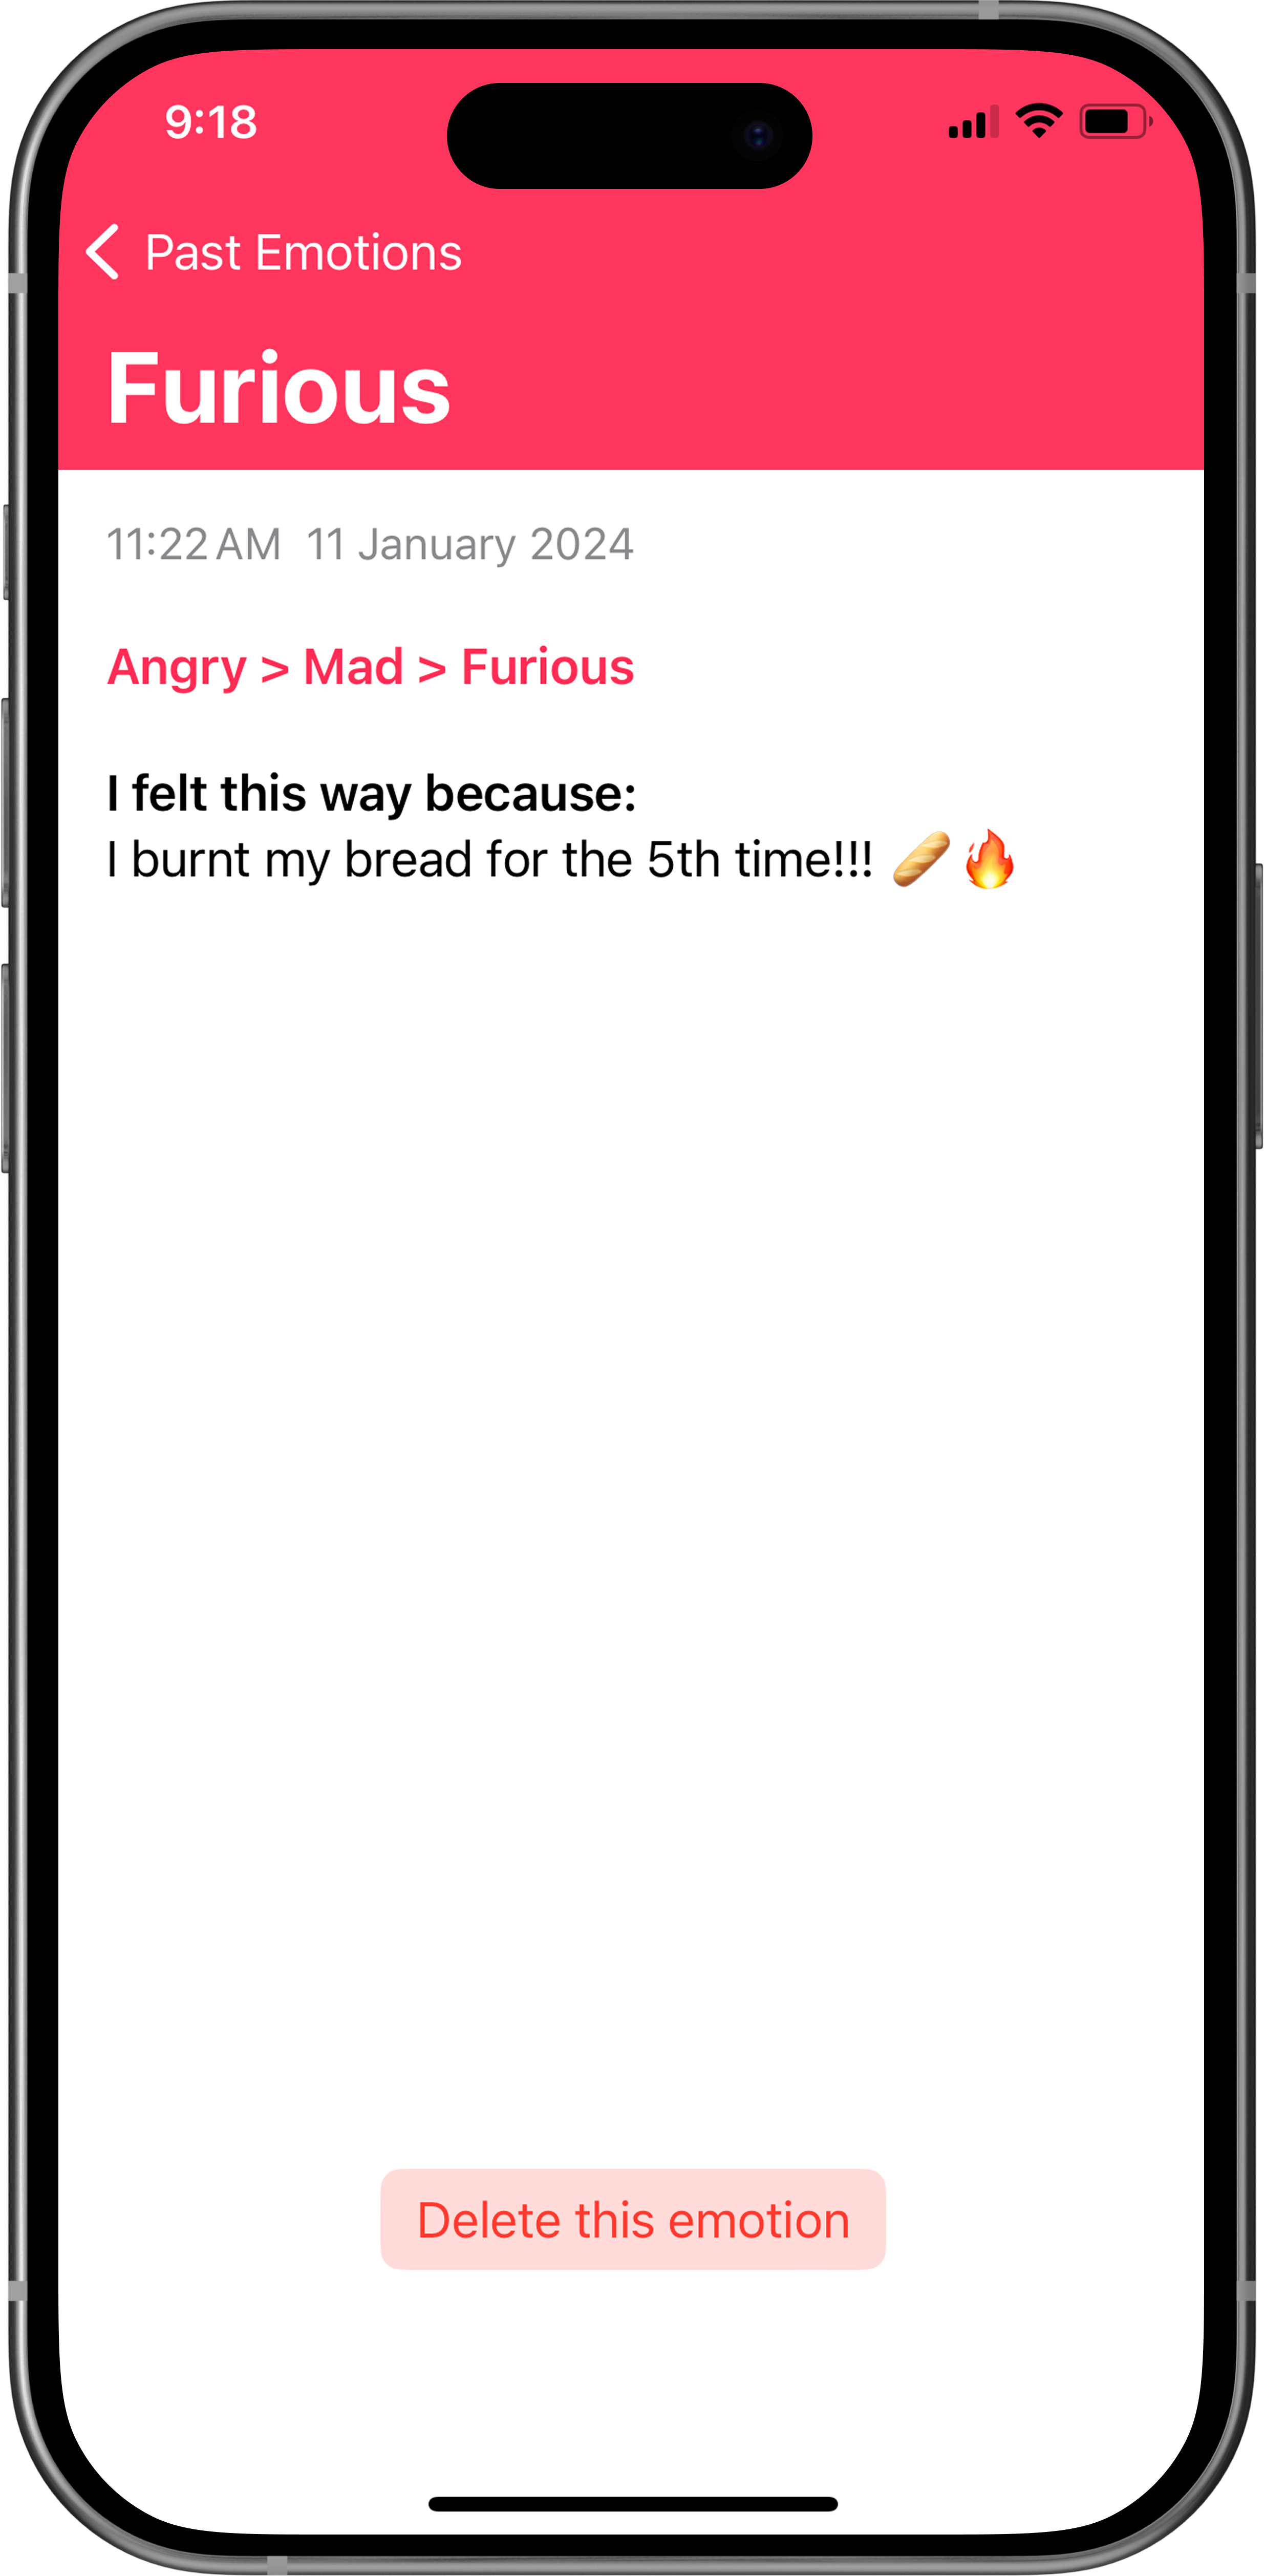 9:18
Past Emotions
Furious
11:22 AM 11 January 2024
Angry > Mad > Furious
I felt this way because:
I burnt my bread for the 5th time!!! 🥖🔥
Delete this emotion